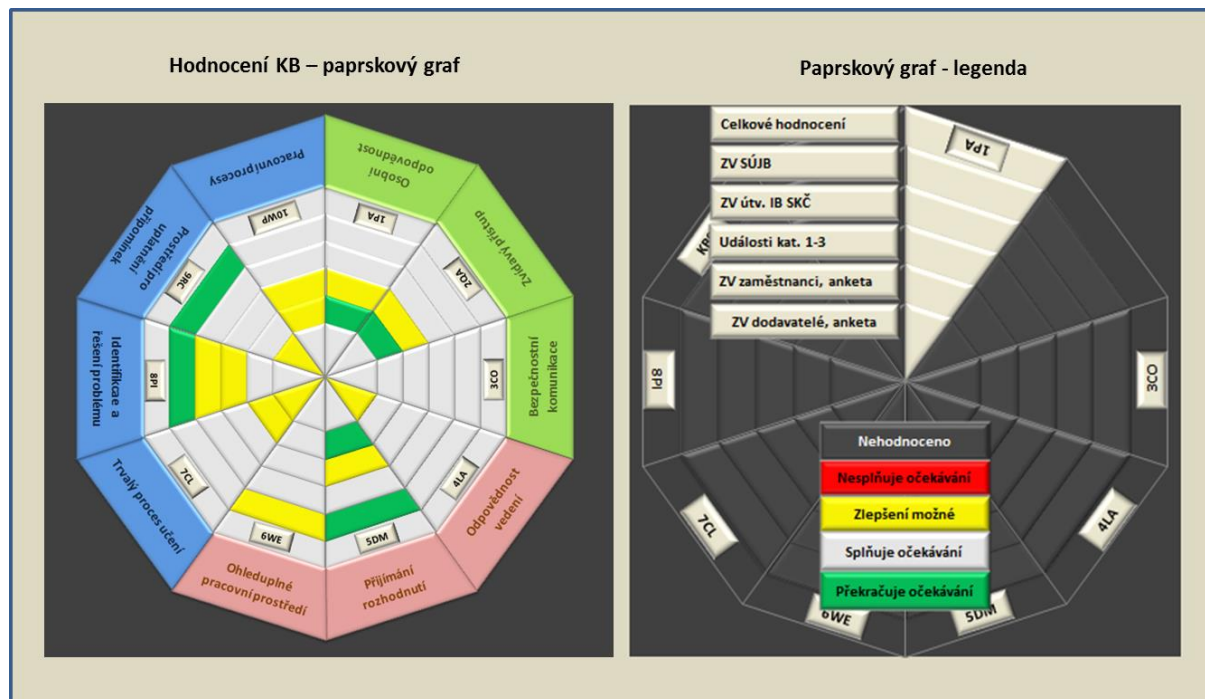 Hodnocení KB – paprskový graf
Pracovní procesy
Osobní
odpovědnost
Zvídavý přístup
Bezpečnostní
komunikace
Odpovědnost
vedení
Přijímání
rozhodnutí
Ohleduplné
pracovní prostředí
Trvalý proces učení
Identifikcae a
řešení problému
Prostředí pro
uplatnění
připomínek
10WP
1PA
2QA
3CO
4LA
5DM
6WE
7CL
8PI
9RC
Paprskový graf - legenda
Celkové hodnocení
ZV SÚJB
ZV útv. IB SKČ
Události kat. 1-3
ZV zaměstnanci, anketa
ZV dodavatelé, anketa
1PA
8PI
3CO
Nehodnoceno
Nesplňuje očekávání
Zlepšení možné
Splňuje očekávání
Překračuje očekávání
7CL
4LA
6WE
5DM